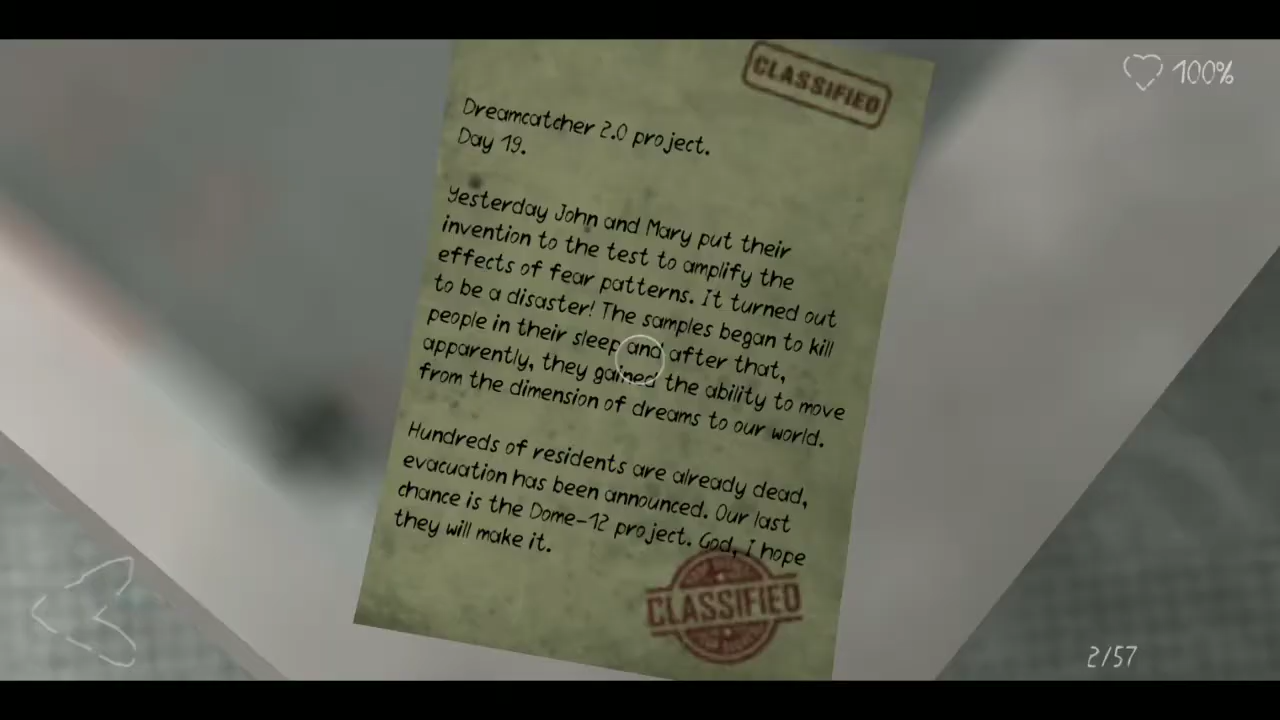 CLASSIFIED
100%
Dreamcatcher 2.0 project.
Day 19.
Yesterday John and Mary put their
invention to the test to amplify the
effects of fear patterns. It turned out
to be a disaster! The samples began to kill
people in their sleep and after that,
apparently, they gained the ability to move
from the dimension of dreams to our world.
Hundreds of residents are already dead,
evacuation has been announced. Our last
chance is the Dome-12 project. God, I hope
they will make it.
CLASSIFIED
2/57